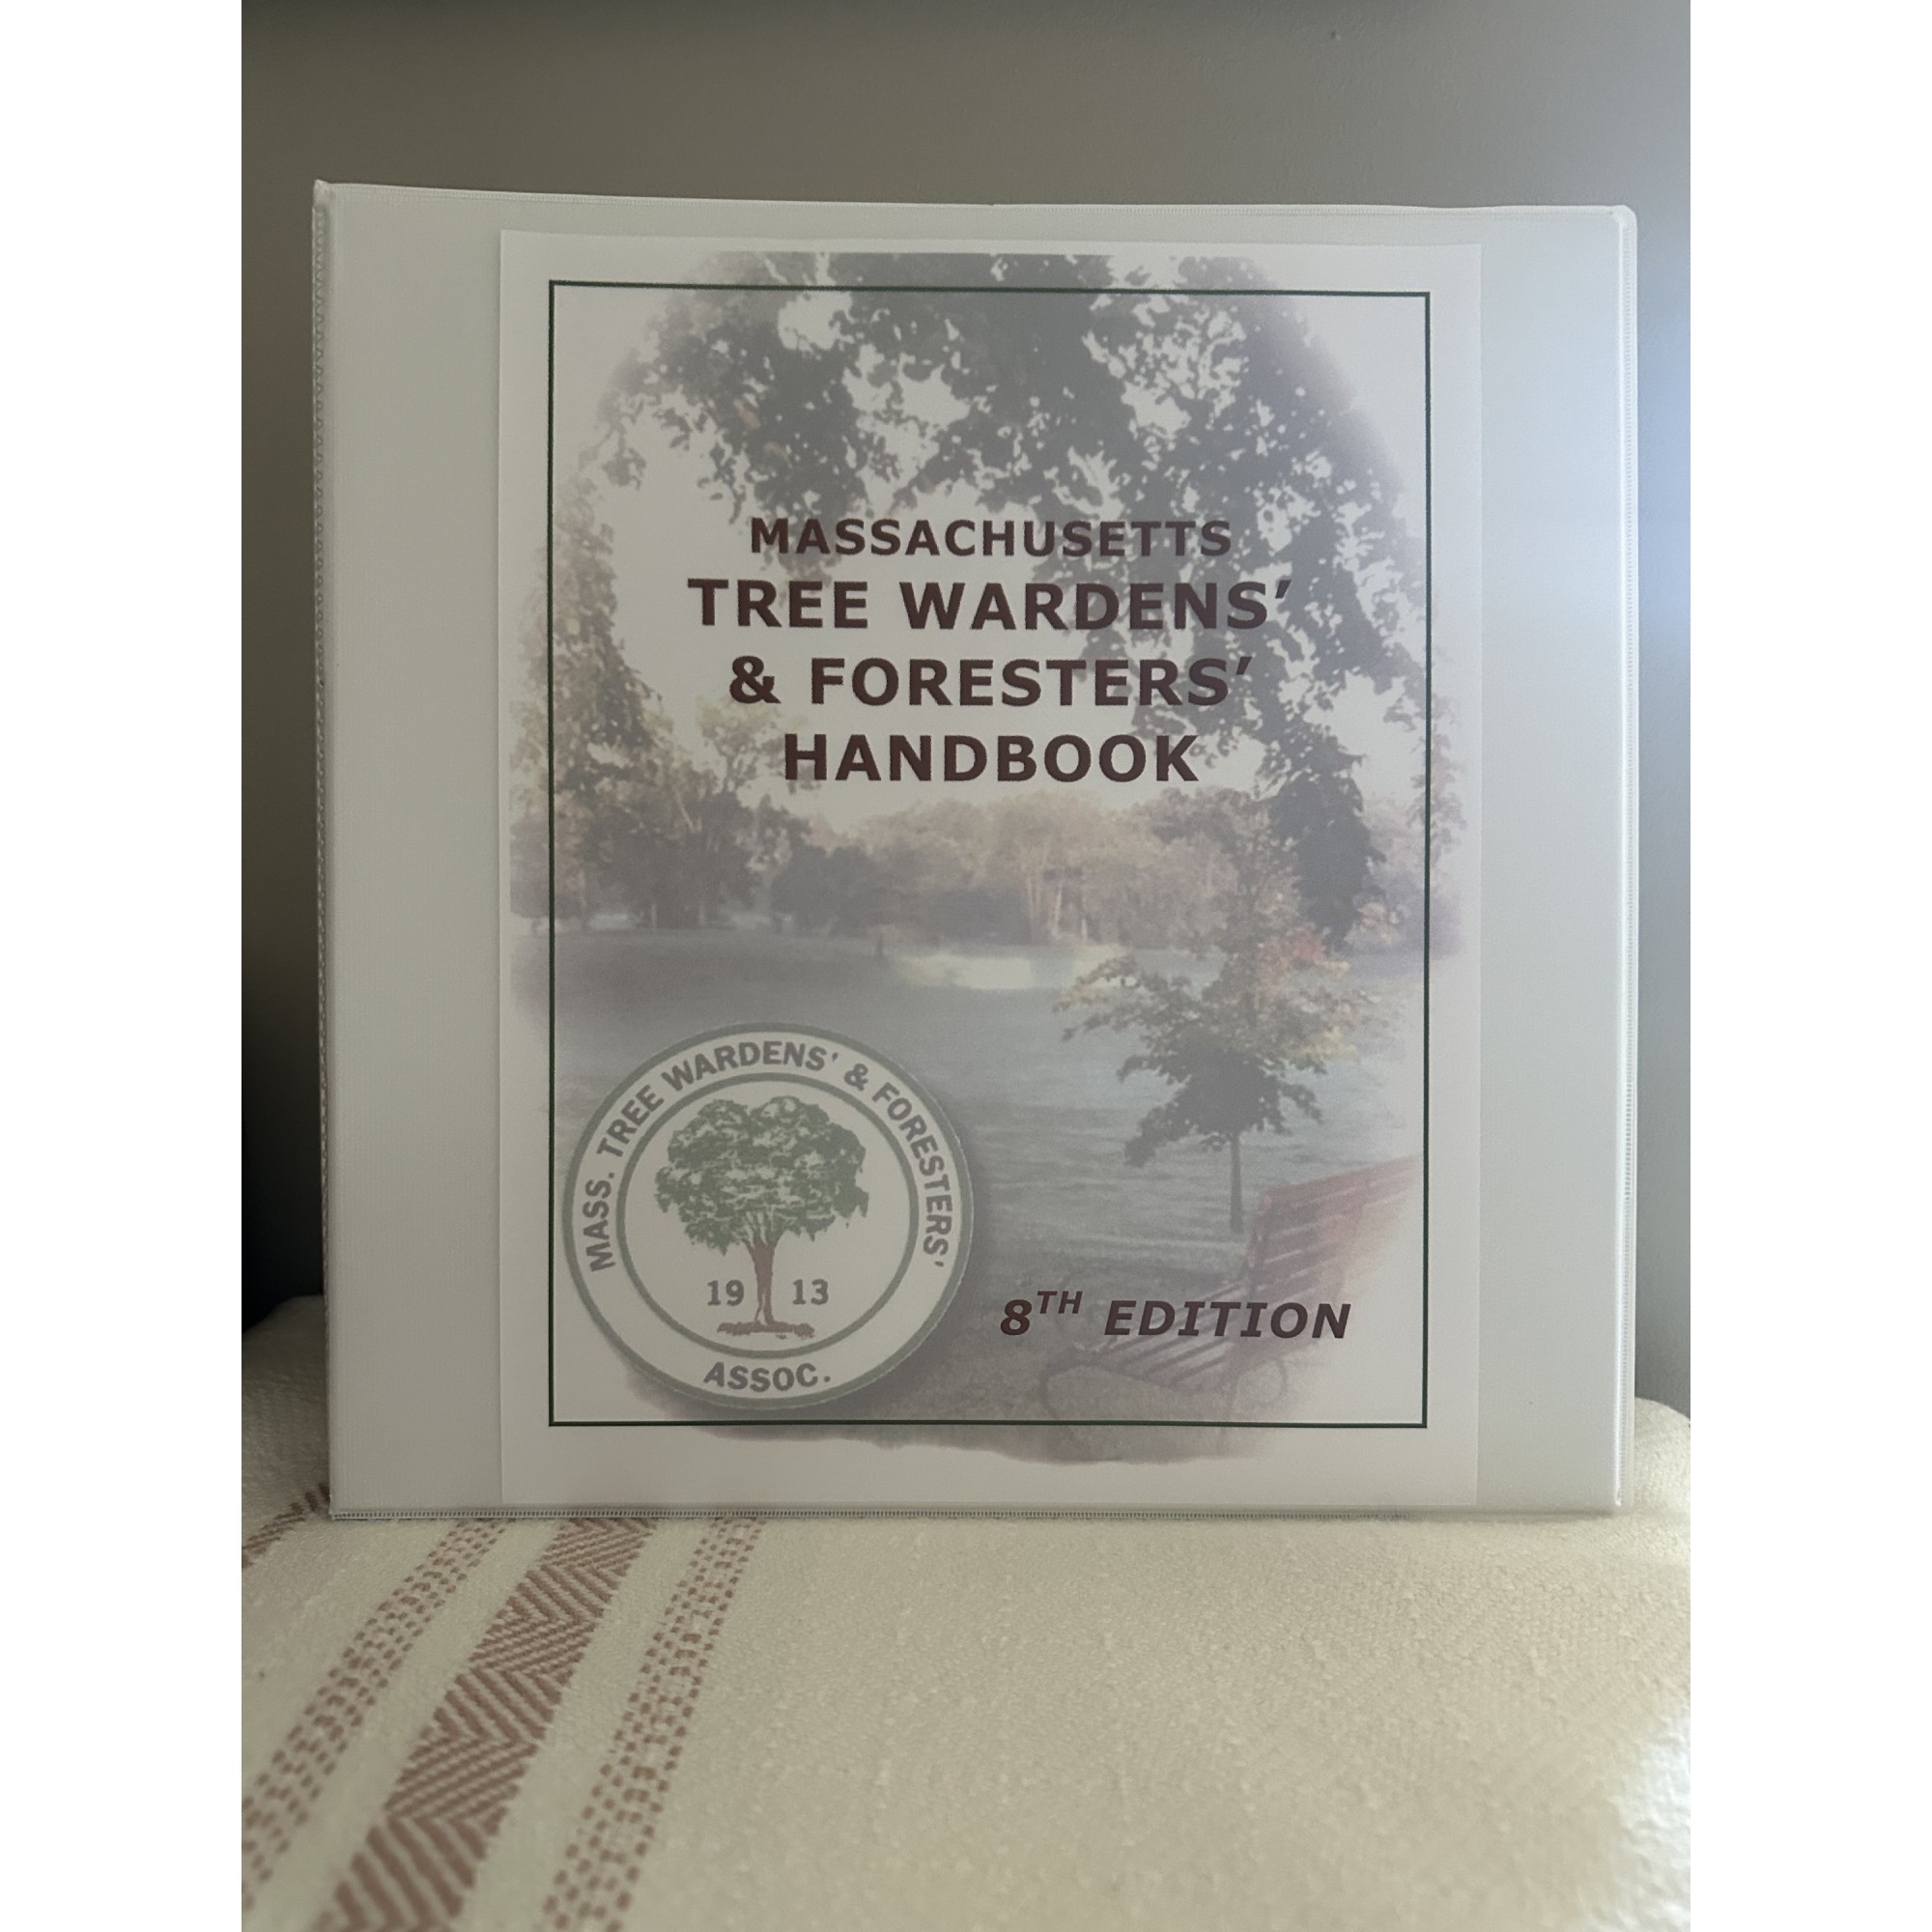 MASSACHUSETTS
TREE WARDENS’
& FORESTERS’
HANDBOOK
MASS. TREE WARDENS' & FORESTERS'
19 13
ASSOC.
8TH EDITION